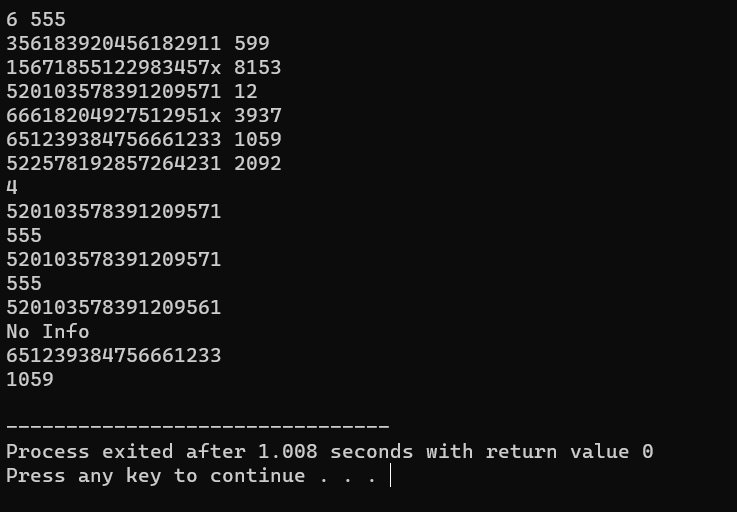 6 555
356183920456182911 599
15671855122983457x 8153
520103578391209571 12
66618204927512951x 3937
651239384756661233 1059
522578192857264231 2092
4
520103578391209571
555
520103578391209571
555
520103578391209561
No Info
651239384756661233
1059
--------------------------------
Process exited after 1.008 seconds with return value 0
Press any key to continue . . .